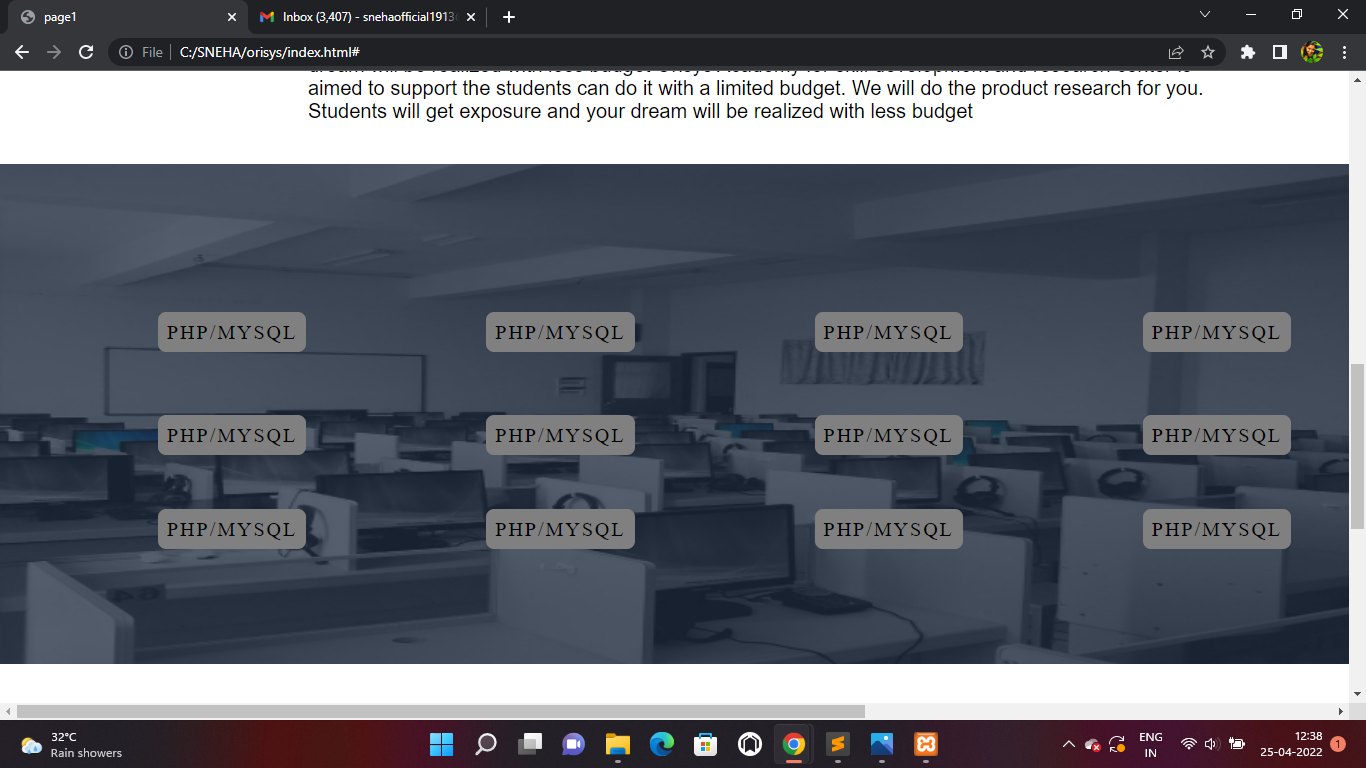 page1
Inbox (3,407) - snehaofficial1913
File
C:/SNEHA/orisys/index.html#
aimed to support the students can do it with a limited budget. We will do the product research for you.
Students will get exposure and your dream will be realized with less budget
PHP/MYSQL PHP/MYSQL PHP/MYSQL PHP/MYSQL
PHP/MYSQL PHP/MYSQL PHP/MYSQL PHP/MYSQL
PHP/MYSQL PHP/MYSQL PHP/MYSQL PHP/MYSQL
32°C
Rain showers
ENG
IN
12:38
25-04-2022
1